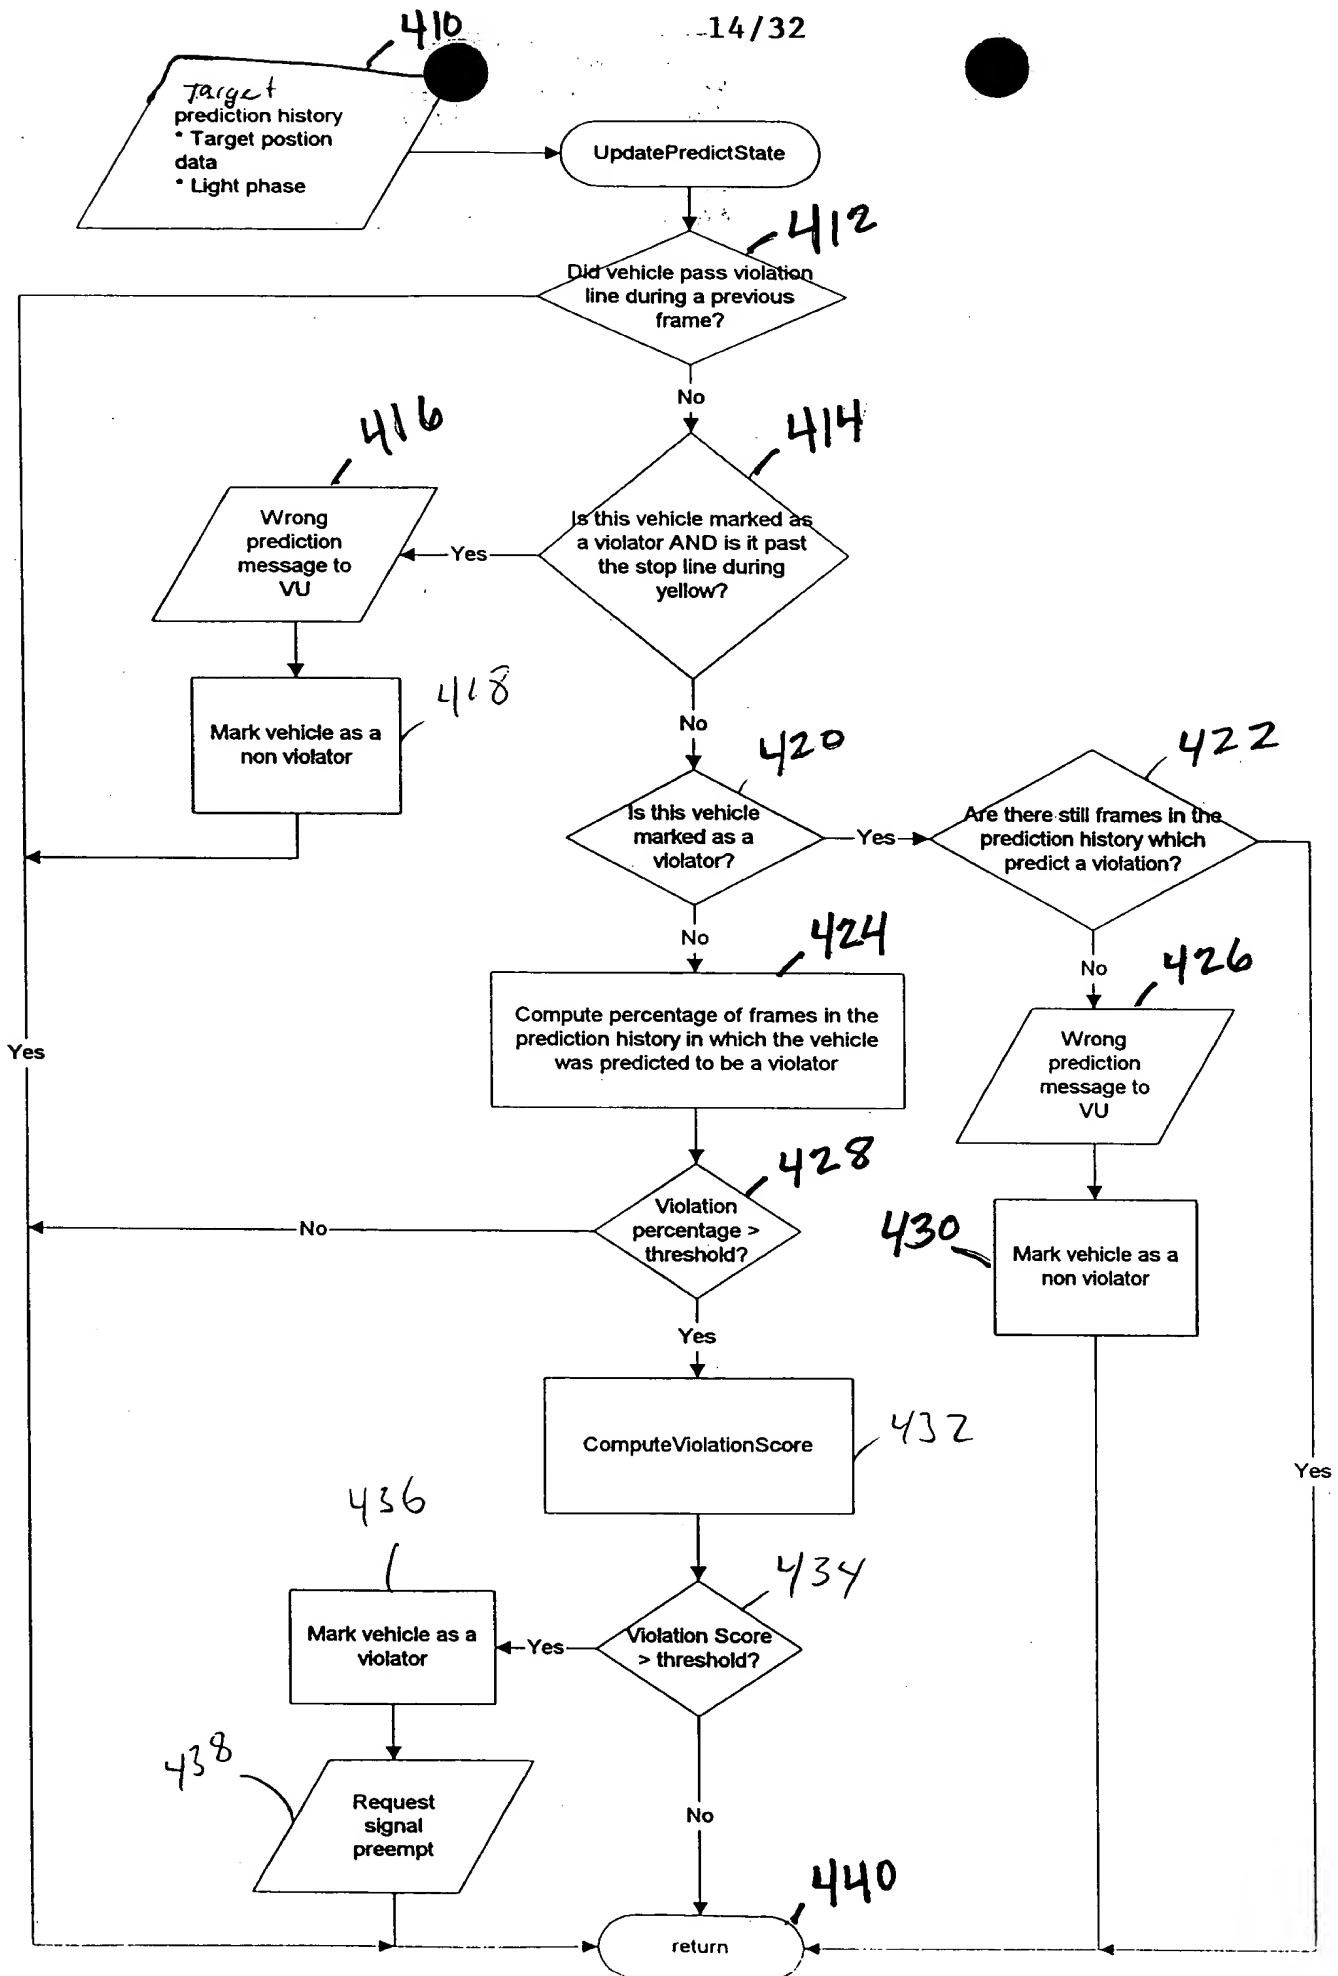 410
14/32
Target
prediction history
* Target postion
data
* Light phase
UpdatePredictState
412
Did vehicle pass violation
line during a previous
frame?
No
416
414
Wrong
prediction
message to
VU
Yes
Is this vehicle marked as
a violator AND is it past
the stop line during
yellow?
418
Mark vehicle as a
non violator
No
420
422
Is this vehicle
marked as a
violator?
Yes
Are there still frames in the
prediction history which
predict a violation?
No
424
No
426
Compute percentage of frames in the
prediction history in which the vehicle
was predicted to be a violator
Yes
Wrong
prediction
message to
VU
428
Violation
percentage >
threshold?
No
430
Mark vehicle as a
non violator
Yes
ComputeViolationScore
432
Yes
436
434
Mark vehicle as a
violator
Yes
Violation Score
> threshold?
438
Request
signal
preempt
No
440
return